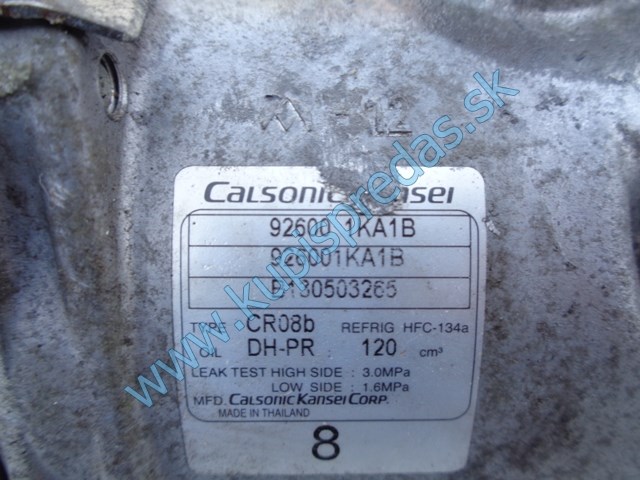 CALSONIC KANSEI
92600 1KA1B
926001KA1B
B130503265
TYPE CR08b REFRIG HFC-134a
OIL DH-PR : 120 cm³
LEAK TEST HIGH SIDE : 3.0MPa
LOW SIDE : 1.6MPa
MFD. CALSONIC KANSEI CORP.
MADE IN THAILAND
8
www.kupispredas.sk